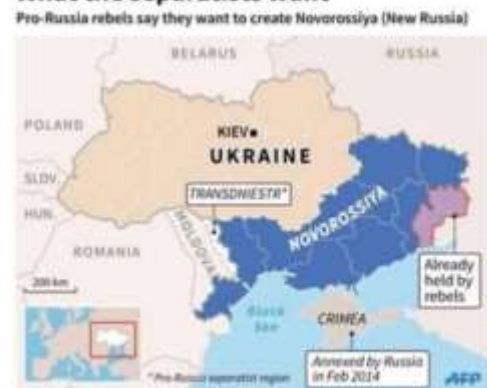 Pro-Russia rebels say they want to create Novorossiya (New Russia)
BELARUS
RUSSIA
POLAND
KIEV
UKRAINE
SLOV.
TRANSDNIESTR*
HUN.
MOLDOVA
NOVOROSSIYA
ROMANIA
200 km
Already
held by
rebels
Black
Sea
CRIMEA
Annexed by Russia
in Feb 2014
* Pro-Russia separatist region
AFP